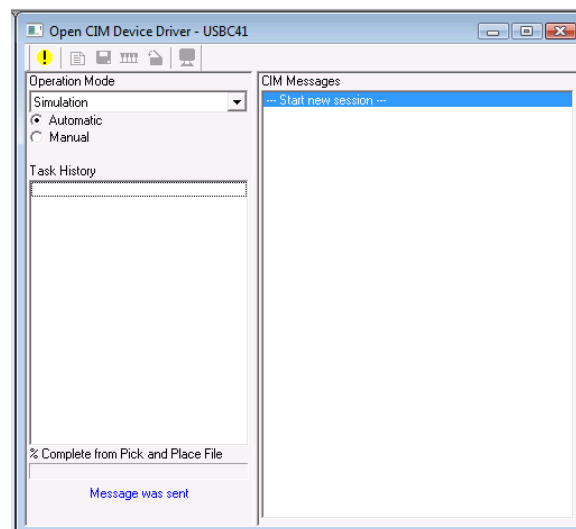 Open CIM Device Driver - USBC41
Operation Mode
Simulation
Automatic
Manual
Task History
% Complete from Pick and Place File
Message was sent
CIM Messages
--- Start new session ---